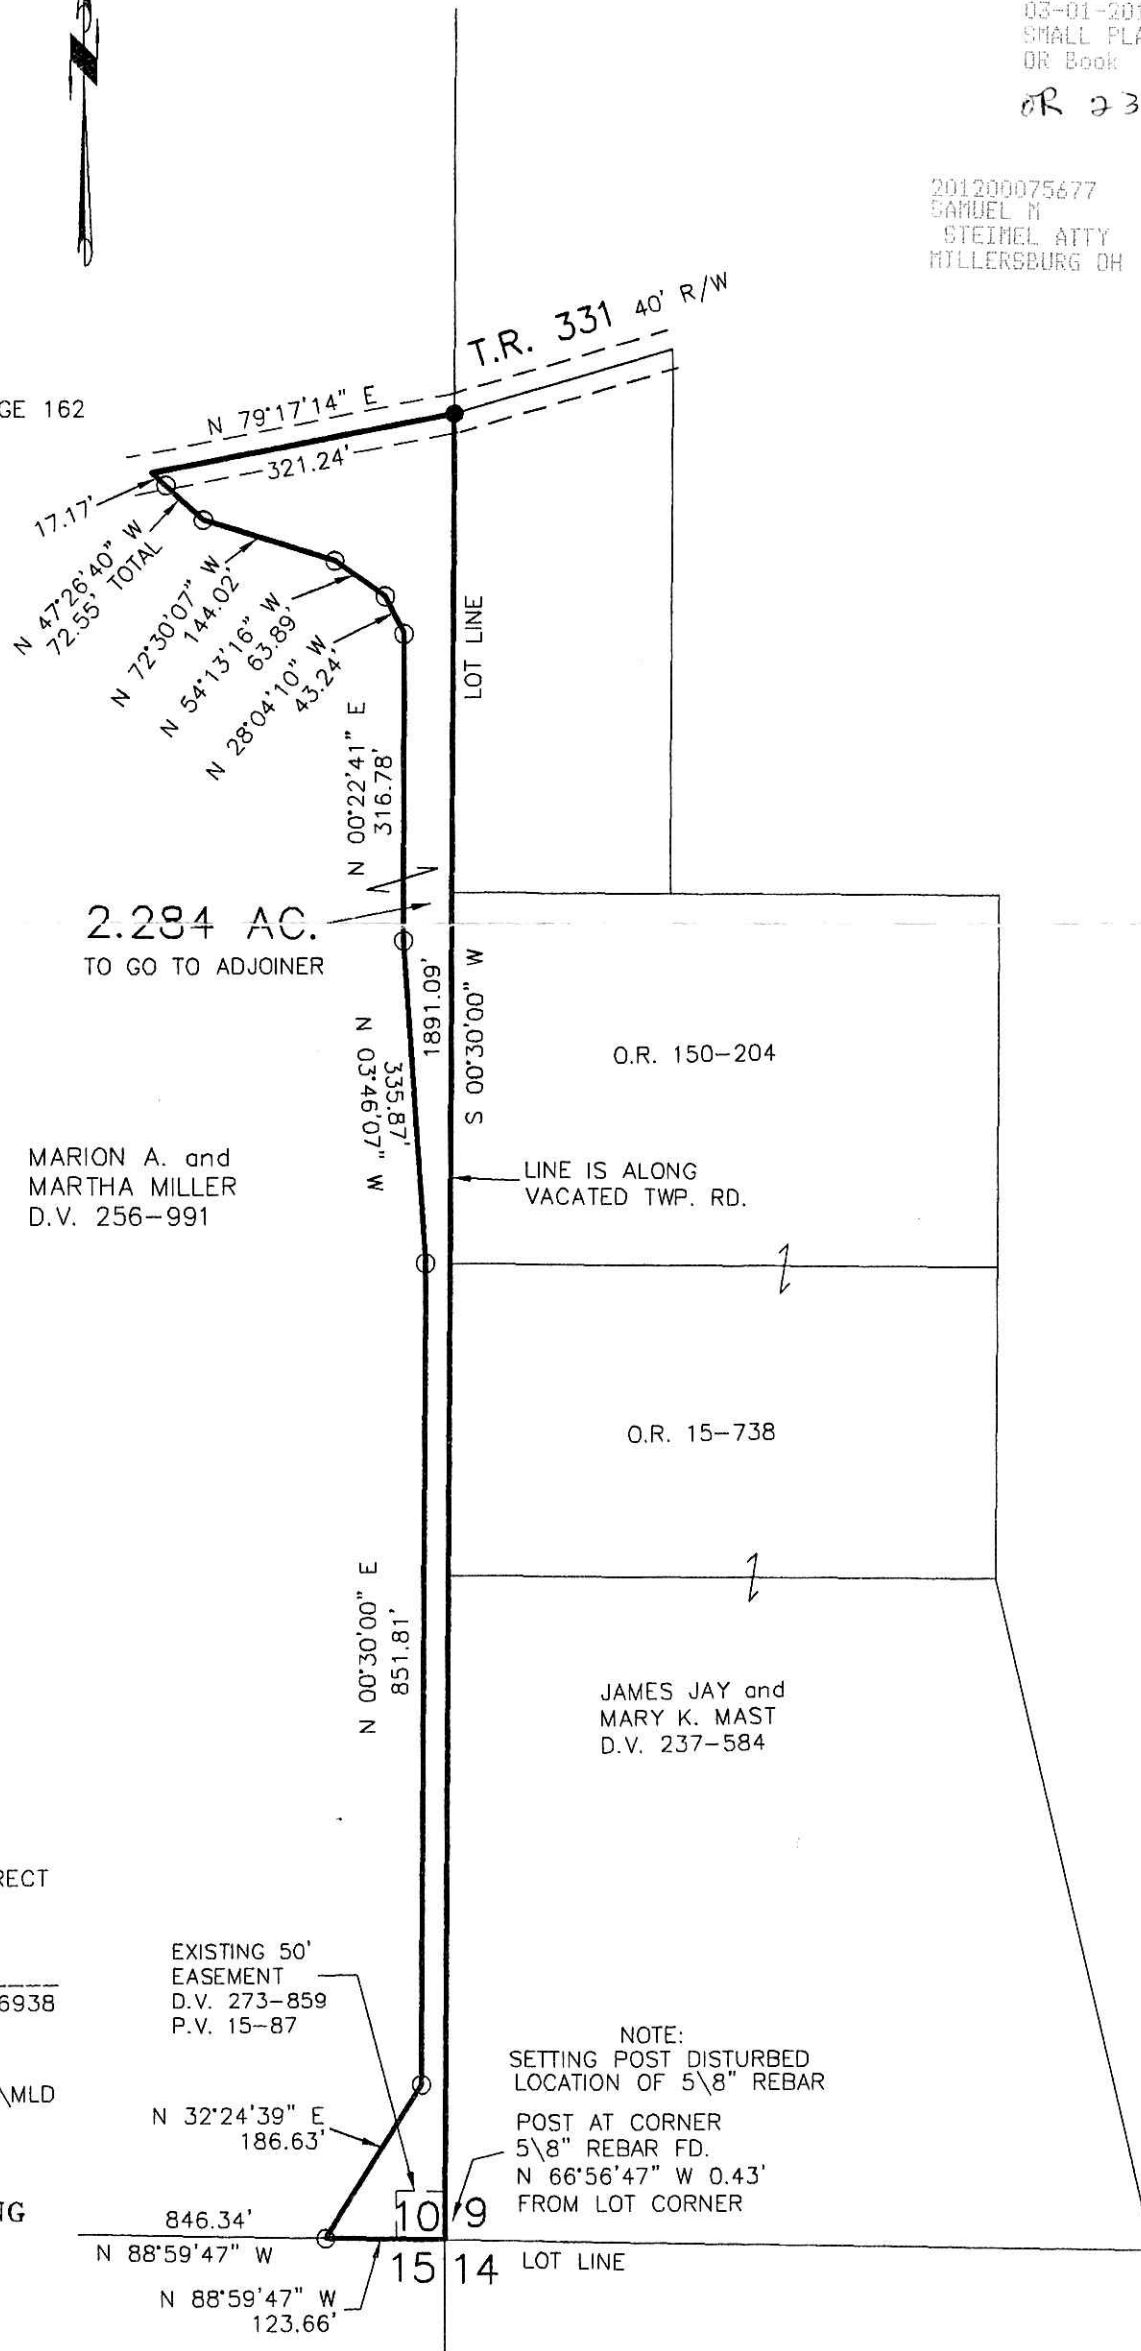 03-01-201
SMALL PLA
OR Book
OR 23
201200075677
SAMUEL M
STEIMEL ATTY
MILLERSBURG OH
T.R. 331 40' R/W
GE 162
N 79°17'14" E
321.24'
17.17'
N 47°26'40" W
72.55' TOTAL
N 72°30'07" W
144.02'
N 54°13'16" W
63.89'
N 28°04'10" W
43.24'
LOT LINE
N 00°22'41" E
316.78'
2.284 AC.
TO GO TO ADJOINER
1891.09'
S 00°30'00" W
O.R. 150-204
335.87'
N 03°46'07" W
MARION A. and
MARTHA MILLER
D.V. 256-991
LINE IS ALONG
VACATED TWP. RD.
O.R. 15-738
N 00°30'00" E
851.81'
JAMES JAY and
MARY K. MAST
D.V. 237-584
RECT
EXISTING 50'
EASEMENT
D.V. 273-859
P.V. 15-87
6938
NOTE:
SETTING POST DISTURBED
LOCATION OF 5\8" REBAR
\MLD
N 32°24'39" E
186.63'
POST AT CORNER
5\8" REBAR FD.
N 66°56'47" W 0.43'
FROM LOT CORNER
NG
846.34'
10 9
N 88°59'47" W
15 14 LOT LINE
N 88°59'47" W
123.66'